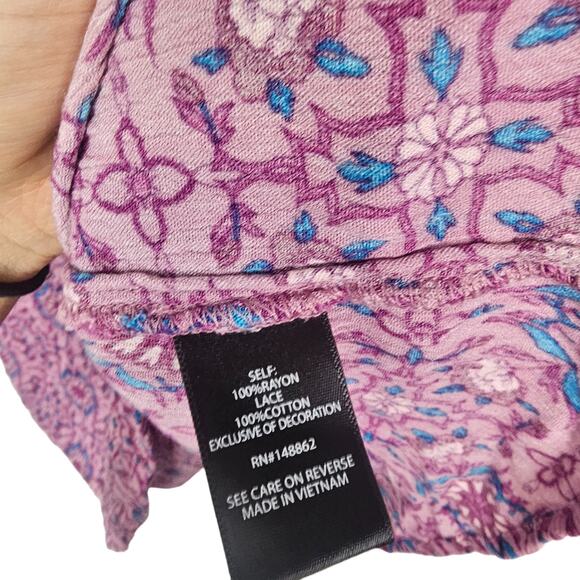 SELF:
100%RAYON
LACE
100%COTTON
EXCLUSIVE OF DECORATION
RN#148862
SEE CARE ON REVERSE
MADE IN VIETNAM